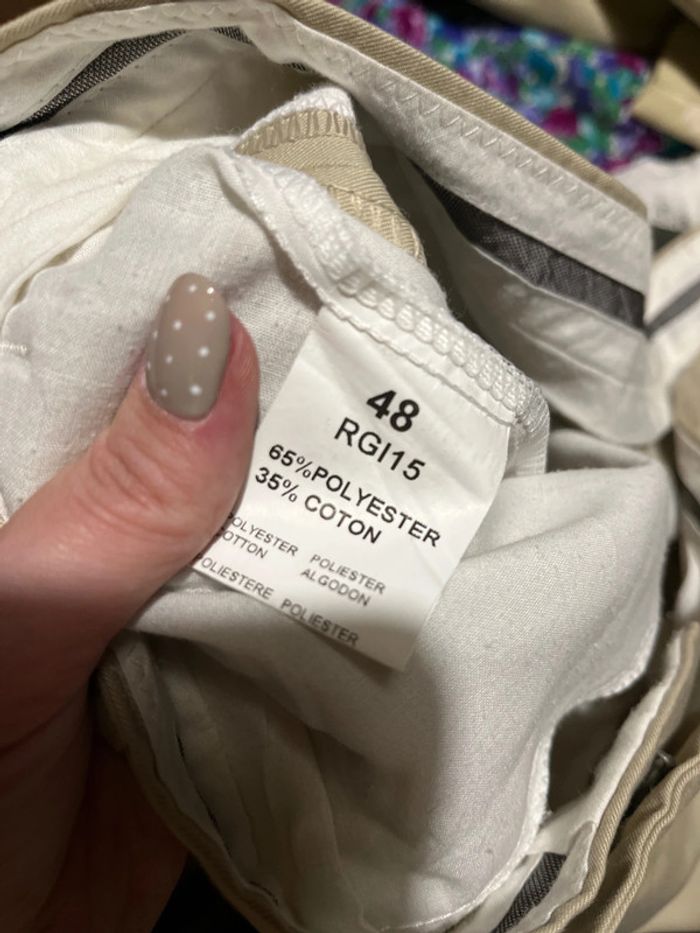 48
RGI15
65%POLYESTER
35% COTON
POLYESTER POLIESTER
COTTON ALGODON
POLIESTERE POLIESTER